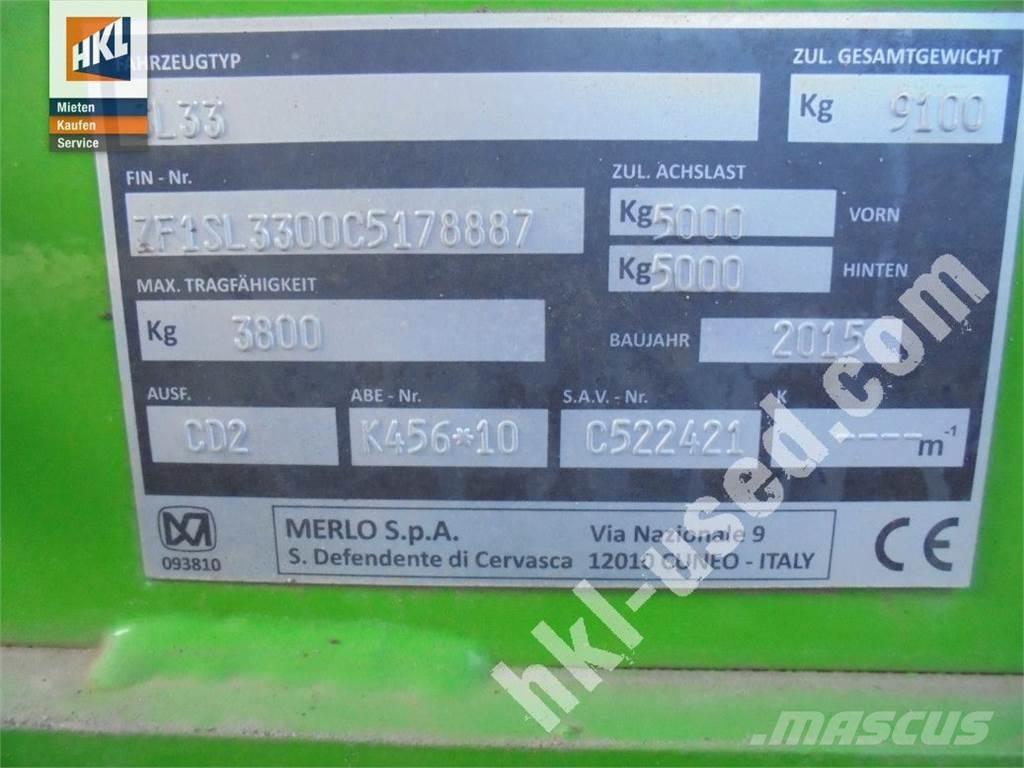 HKL
Mieten
Kaufen
Service
FAHRZEUGTYP
SL33
ZUL. GESAMTGEWICHT
Kg 9100
FIN - Nr.
ZF1SL3300C5178887
ZUL. ACHSLAST
Kg 5000 VORN
Kg 5000 HINTEN
MAX. TRAGFÄHIGKEIT
Kg 3800
BAUJAHR 2015
AUSF.
CD2
ABE - Nr.
K456*10
S.A.V. - Nr.
C522421
K
---- m-1
093810
MERLO S.p.A. Via Nazionale 9
S. Defendente di Cervasca 12010 CUNEO - ITALY
CE
hkl-used.com
MASCUS